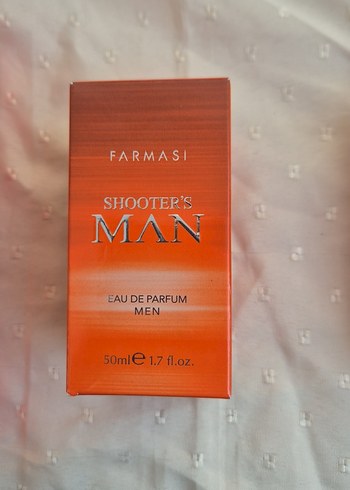 FARMASi
SHOOTER'S
MAN
EAU DE PARFUM
MEN
50ml℮ 1.7 fl.oz.